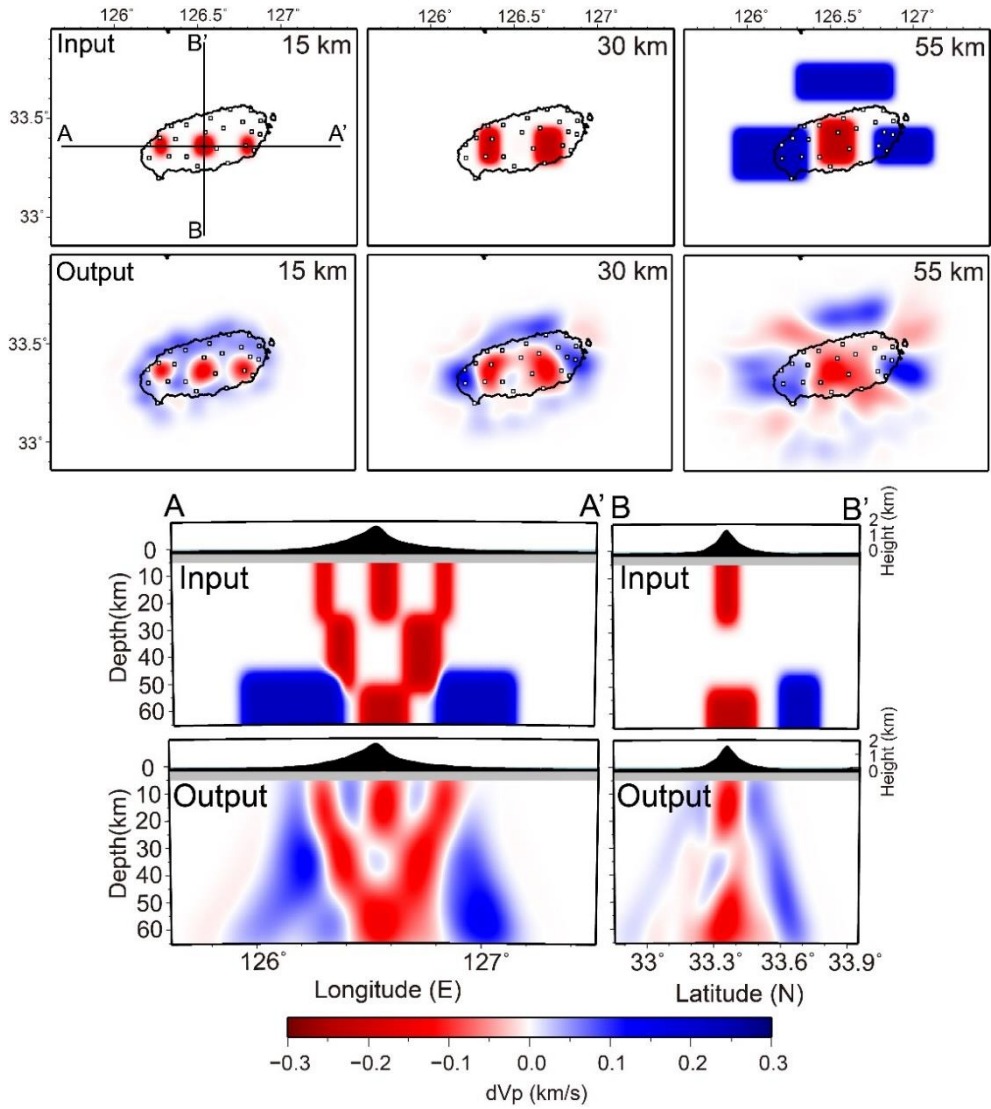 126° 126.5° 127° 126° 126.5° 127° 126° 126.5° 127°
Input B' 15 km 30 km 55 km
33.5°
A A'
33°
B
Output 15 km 30 km 55 km
33.5°
33°
A A' B B'
0 2 1 0 Height (km)
Input Input
10
20
30
40
50
60
Depth(km)
0 2 1 0 Height (km)
Output Output
10
20
30
40
50
60
Depth(km)
126° 127° 33° 33.3° 33.6° 33.9°
Longitude (E) Latitude (N)
−0.3 −0.2 −0.1 0.0 0.1 0.2 0.3
dVp (km/s)